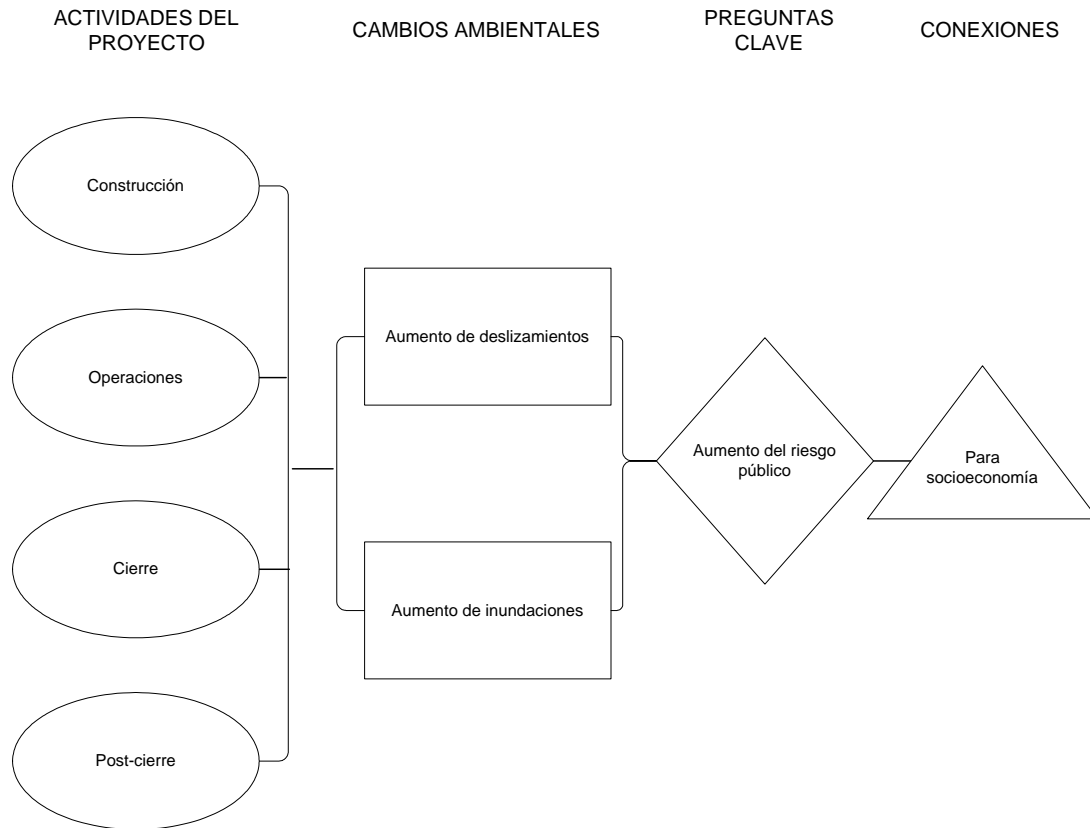 ACTIVIDADES DEL
PROYECTO
CAMBIOS AMBIENTALES
PREGUNTAS
CLAVE
CONEXIONES
Construcción
Operaciones
Cierre
Post-cierre
Aumento de deslizamientos
Aumento de inundaciones
Aumento del riesgo
público
Para
socioeconomía